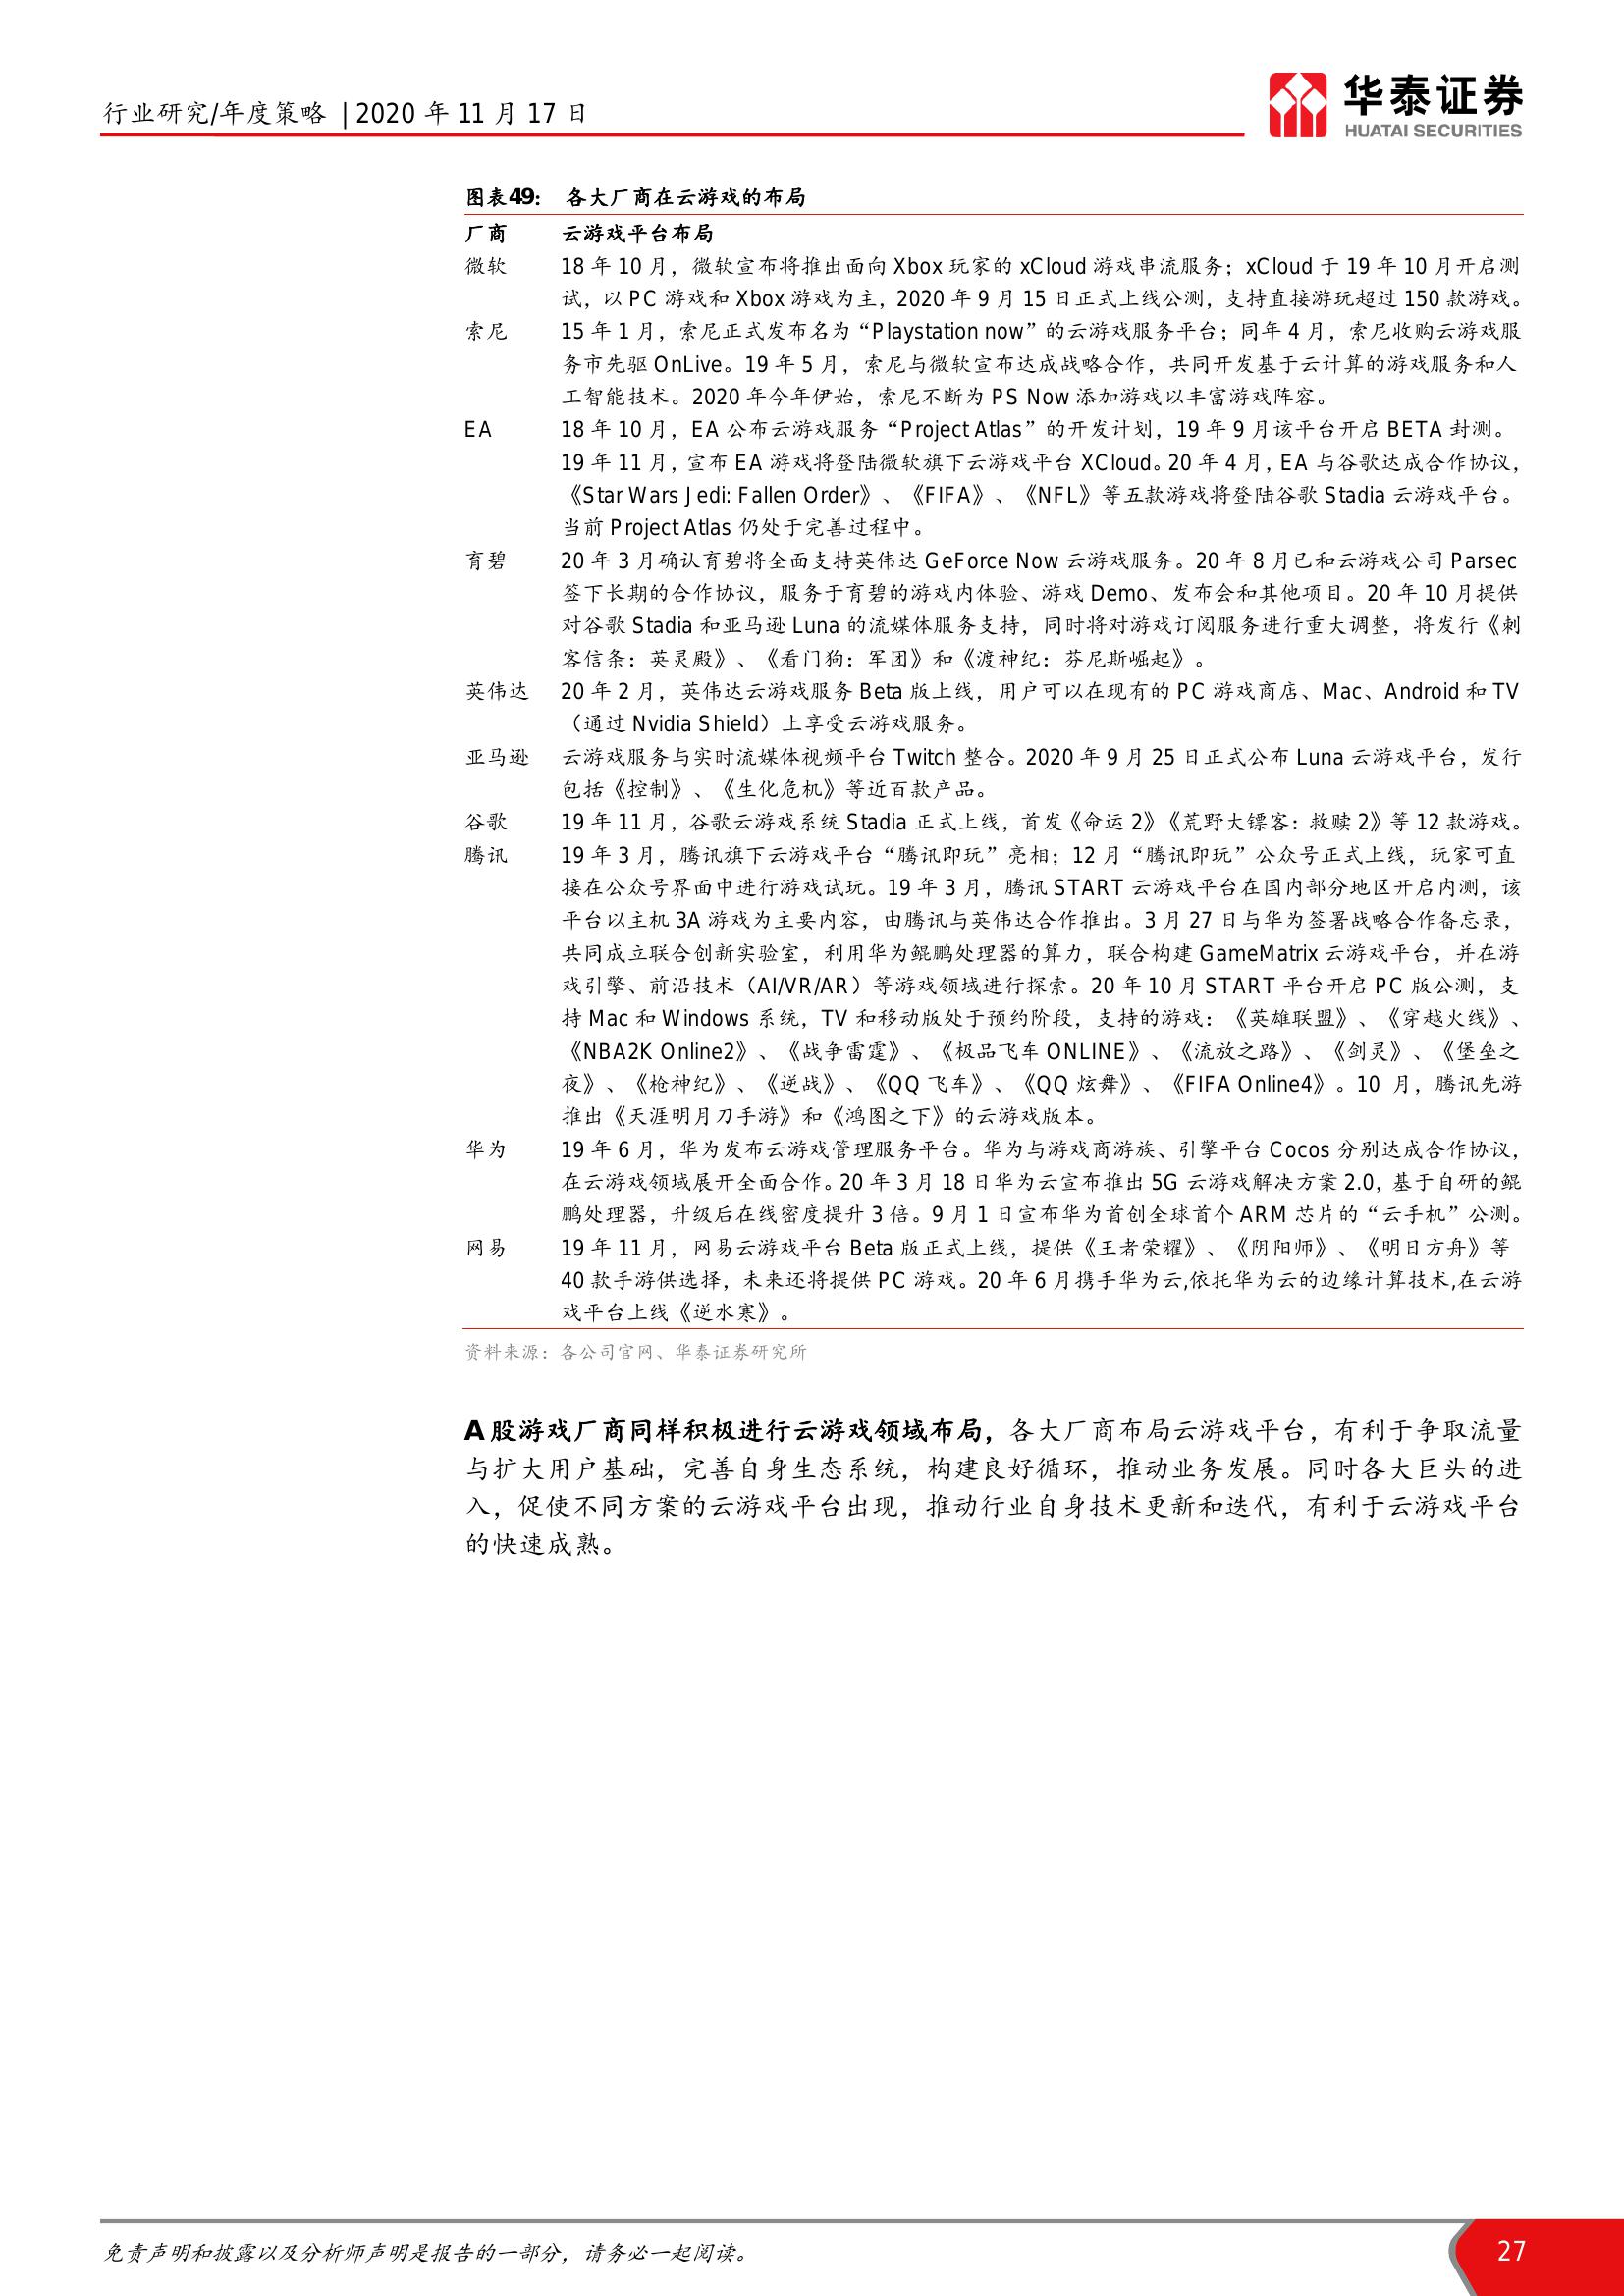 行业研究/年度策略 | 2020 年 11 月 17 日
华泰证券
HUATAI SECURITIES
图表49： 各大厂商在云游戏的布局
厂商 云游戏平台布局
微软 18 年 10 月，微软宣布将推出面向 Xbox 玩家的 xCloud 游戏串流服务；xCloud 于 19 年 10 月开启测
试，以 PC 游戏和 Xbox 游戏为主，2020 年 9 月 15 日正式上线公测，支持直接游玩超过 150 款游戏。
索尼 15 年 1 月，索尼正式发布名为“Playstation now”的云游戏服务平台；同年 4 月，索尼收购云游戏服
务市先驱 OnLive。19 年 5 月，索尼与微软宣布达成战略合作，共同开发基于云计算的游戏服务和人
工智能技术。2020 年今年伊始，索尼不断为 PS Now 添加游戏以丰富游戏阵容。
EA 18 年 10 月，EA 公布云游戏服务“Project Atlas”的开发计划，19 年 9 月该平台开启 BETA 封测。
19 年 11 月，宣布 EA 游戏将登陆微软旗下云游戏平台 XCloud。20 年 4 月，EA 与谷歌达成合作协议，
《Star Wars Jedi: Fallen Order》、《FIFA》、《NFL》等五款游戏将登陆谷歌 Stadia 云游戏平台。
当前 Project Atlas 仍处于完善过程中。
育碧 20 年 3 月确认育碧将全面支持英伟达 GeForce Now 云游戏服务。20 年 8 月已和云游戏公司 Parsec
签下长期的合作协议，服务于育碧的游戏内体验、游戏 Demo、发布会和其他项目。20 年 10 月提供
对谷歌 Stadia 和亚马逊 Luna 的流媒体服务支持，同时将对游戏订阅服务进行重大调整，将发行《刺
客信条：英灵殿》、《看门狗：军团》和《渡神纪：芬尼斯崛起》。
英伟达 20 年 2 月，英伟达云游戏服务 Beta 版上线，用户可以在现有的 PC 游戏商店、Mac、Android 和 TV
（通过 Nvidia Shield）上享受云游戏服务。
亚马逊 云游戏服务与实时流媒体视频平台 Twitch 整合。2020 年 9 月 25 日正式公布 Luna 云游戏平台，发行
包括《控制》、《生化危机》等近百款产品。
谷歌 19 年 11 月，谷歌云游戏系统 Stadia 正式上线，首发《命运 2》《荒野大镖客：救赎 2》等 12 款游戏。
腾讯 19 年 3 月，腾讯旗下云游戏平台“腾讯即玩”亮相；12 月“腾讯即玩”公众号正式上线，玩家可直
接在公众号界面中进行游戏试玩。19 年 3 月，腾讯 START 云游戏平台在国内部分地区开启内测，该
平台以主机 3A 游戏为主要内容，由腾讯与英伟达合作推出。3 月 27 日与华为签署战略合作备忘录，
共同成立联合创新实验室，利用华为鲲鹏处理器的算力，联合构建 GameMatrix 云游戏平台，并在游
戏引擎、前沿技术（AI/VR/AR）等游戏领域进行探索。20 年 10 月 START 平台开启 PC 版公测，支
持 Mac 和 Windows 系统，TV 和移动版处于预约阶段，支持的游戏：《英雄联盟》、《穿越火线》、
《NBA2K Online2》、《战争雷霆》、《极品飞车 ONLINE》、《流放之路》、《剑灵》、《堡垒之
夜》、《枪神纪》、《逆战》、《QQ 飞车》、《QQ 炫舞》、《FIFA Online4》。10 月，腾讯先游
推出《天涯明月刀手游》和《鸿图之下》的云游戏版本。
华为 19 年 6 月，华为发布云游戏管理服务平台。华为与游戏商游族、引擎平台 Cocos 分别达成合作协议，
在云游戏领域展开全面合作。20 年 3 月 18 日华为云宣布推出 5G 云游戏解决方案 2.0，基于自研的鲲
鹏处理器，升级后在线密度提升 3 倍。9 月 1 日宣布华为首创全球首个 ARM 芯片的“云手机”公测。
网易 19 年 11 月，网易云游戏平台 Beta 版正式上线，提供《王者荣耀》、《阴阳师》、《明日方舟》等
40 款手游供选择，未来还将提供 PC 游戏。20 年 6 月携手华为云,依托华为云的边缘计算技术,在云游
戏平台上线《逆水寒》。
资料来源：各公司官网、华泰证券研究所
A 股游戏厂商同样积极进行云游戏领域布局，各大厂商布局云游戏平台，有利于争取流量
与扩大用户基础，完善自身生态系统，构建良好循环，推动业务发展。同时各大巨头的进
入，促使不同方案的云游戏平台出现，推动行业自身技术更新和迭代，有利于云游戏平台
的快速成熟。
免责声明和披露以及分析师声明是报告的一部分，请务必一起阅读。
27